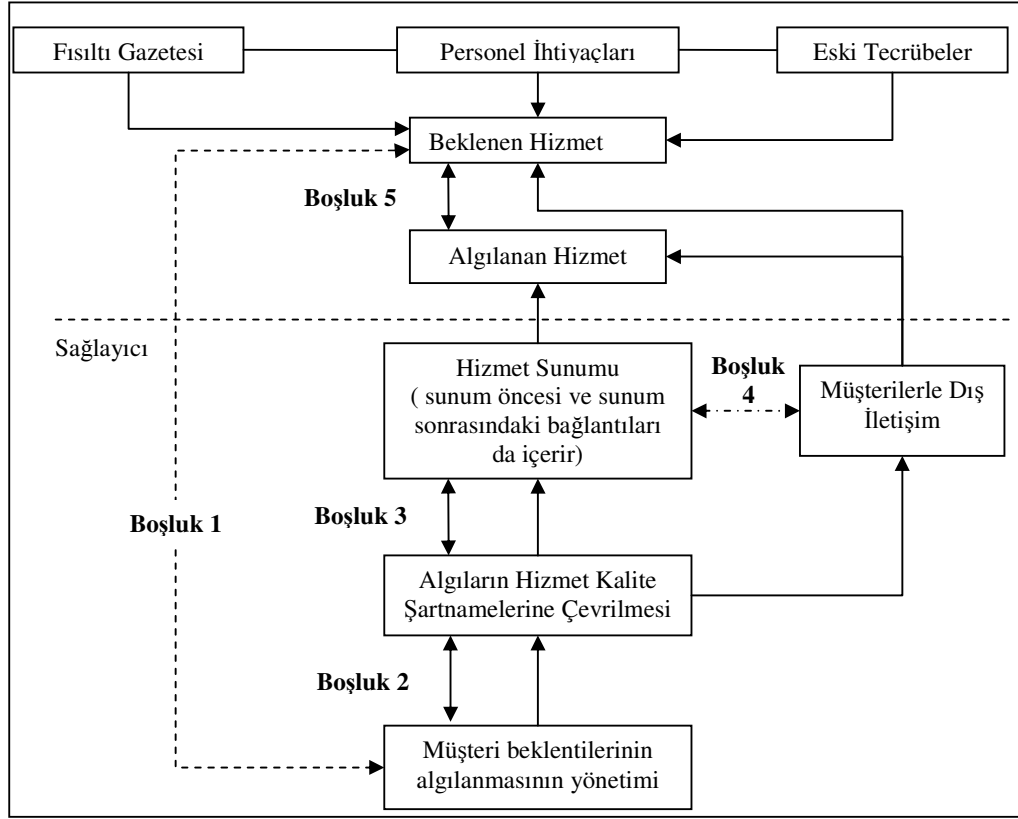 Fısıltı Gazetesi
Personel İhtiyaçları
Eski Tecrübeler
Beklenen Hizmet
Boşluk 5
Algılanan Hizmet
Sağlayıcı
Hizmet Sunumu
( sunum öncesi ve sunum
sonrasındaki bağlantıları
da içerir)
Boşluk
4
Müşterilerle Dış
İletişim
Boşluk 1
Boşluk 3
Algıların Hizmet Kalite
Şartnamelerine Çevrilmesi
Boşluk 2
Müşteri beklentilerinin
algılanmasının yönetimi